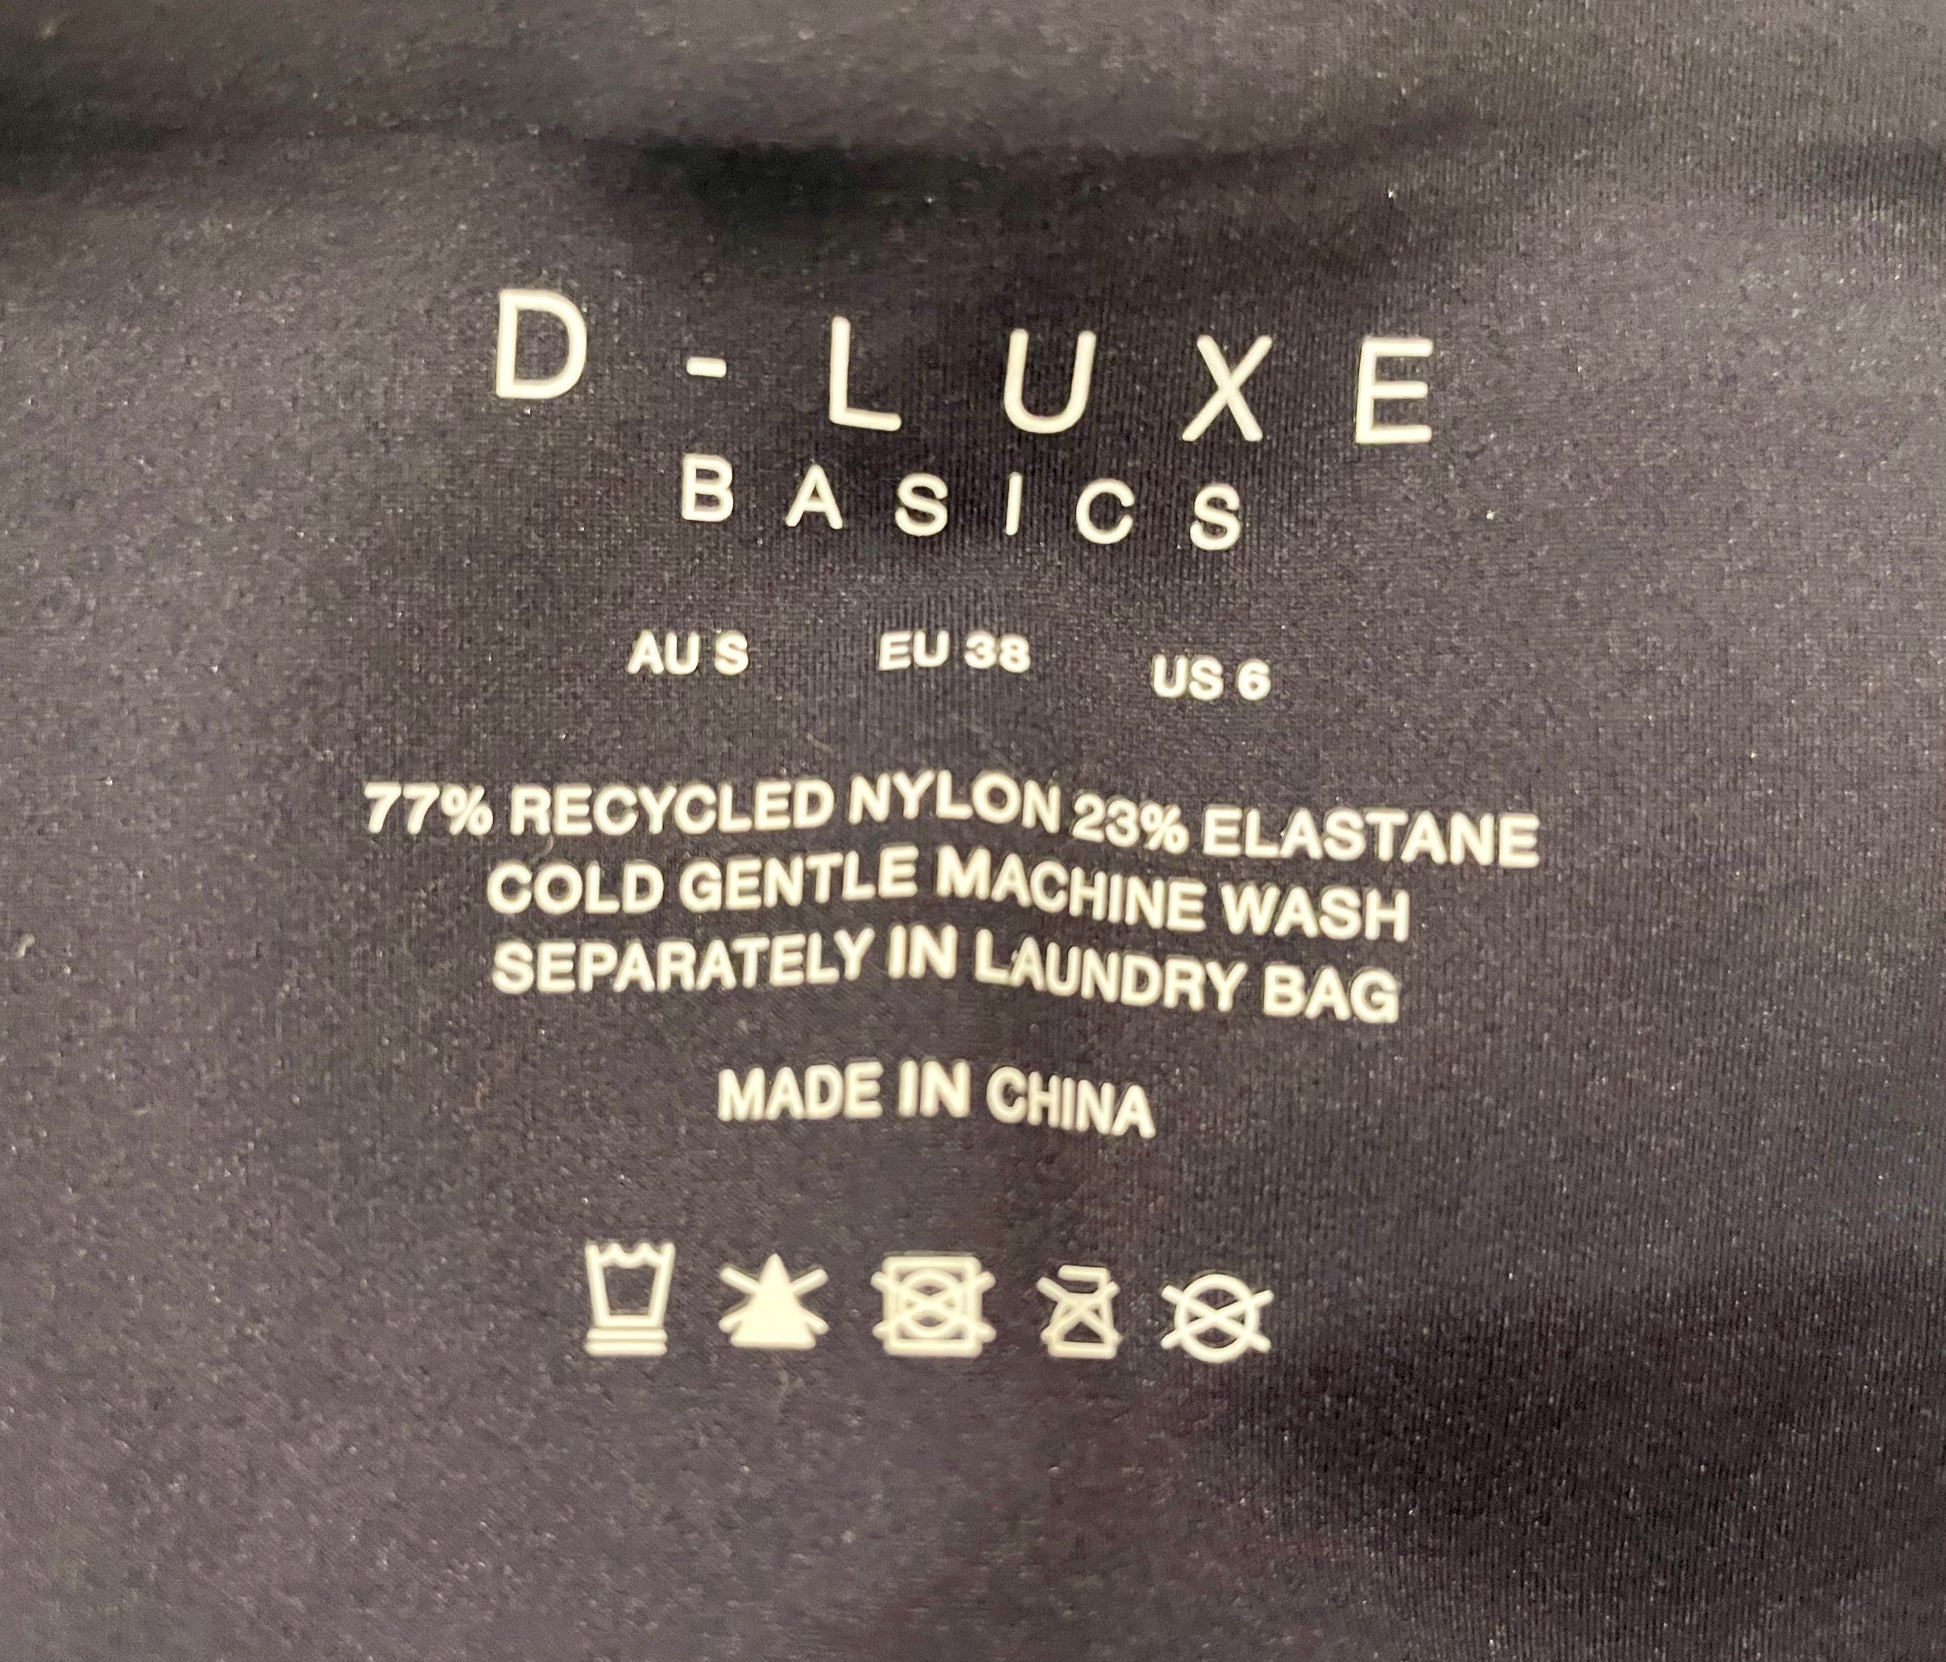 D-LUXE
BASICS
AU S EU 38 US 6
77% RECYCLED NYLON 23% ELASTANE
COLD GENTLE MACHINE WASH
SEPARATELY IN LAUNDRY BAG
MADE IN CHINA